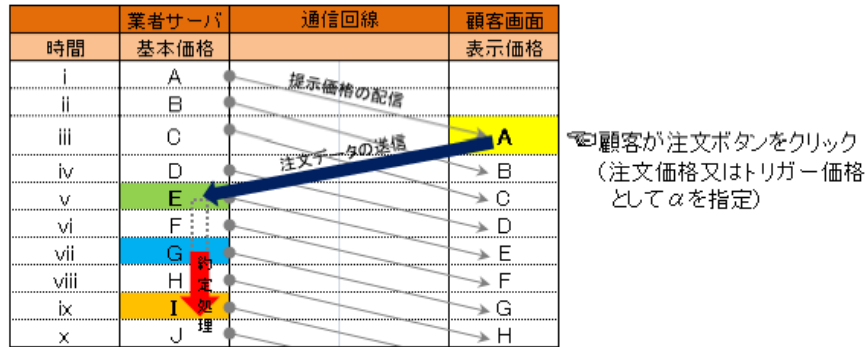 業者サーバ 通信回線 顧客画面
時間 基本価格 表示価格
i A
ii B
iii C A
iv D B
v E C
vi F D
vii G E
viii H F
ix I G
x J H
提示価格の配信
注文データの送信
約定処理
☜顧客が注文ボタンをクリック
(注文価格又はトリガー価格
としてαを指定)